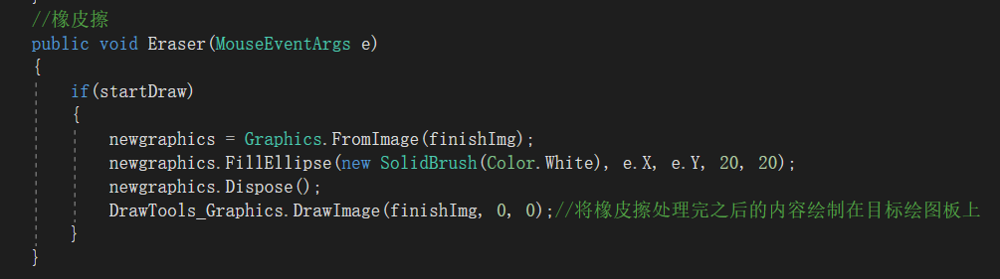 //橡皮擦
public void Eraser(MouseEventArgs e)
{
if(startDraw)
{
newgraphics = Graphics.FromImage(finishImg);
newgraphics.FillEllipse(new SolidBrush(Color.White), e.X, e.Y, 20, 20);
newgraphics.Dispose();
DrawTools_Graphics.DrawImage(finishImg, 0, 0);//将橡皮擦处理完之后的内容绘制在目标绘图板上
}
}